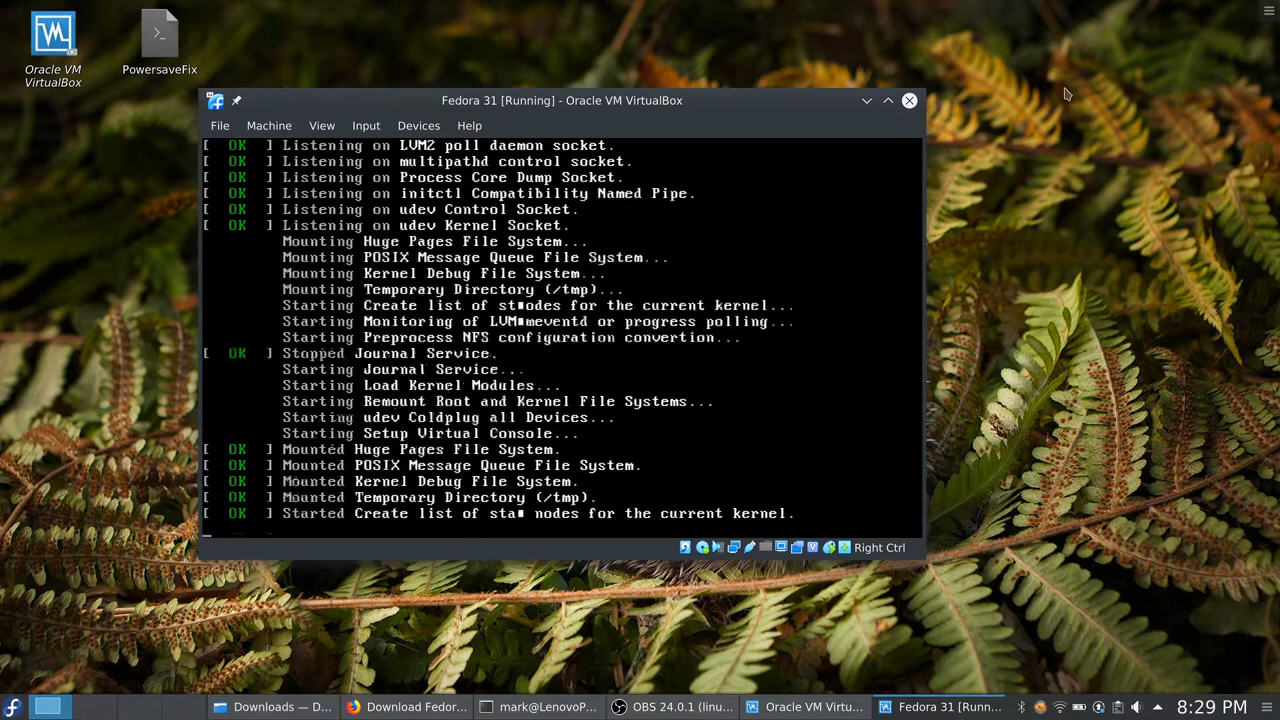 Oracle VM
VirtualBox
PowersaveFix
Fedora 31 [Running] - Oracle VM VirtualBox
File Machine View Input Devices Help
[ OK ] Listening on LVM2 poll daemon socket.
[ OK ] Listening on multipathd control socket.
[ OK ] Listening on Process Core Dump Socket.
[ OK ] Listening on initctl Compatibility Named Pipe.
[ OK ] Listening on udev Control Socket.
[ OK ] Listening on udev Kernel Socket.
Mounting Huge Pages File System...
Mounting POSIX Message Queue File System...
Mounting Kernel Debug File System...
Mounting Temporary Directory (/tmp)...
Starting Create list of st▮odes for the current kernel...
Starting Monitoring of LVM▮meventd or progress polling...
Starting Preprocess NFS configuration convertion...
[ OK ] Stopped Journal Service.
Starting Journal Service...
Starting Load Kernel Modules...
Starting Remount Root and Kernel File Systems...
Starting udev Coldplug all Devices...
Starting Setup Virtual Console...
[ OK ] Mounted Huge Pages File System.
[ OK ] Mounted POSIX Message Queue File System.
[ OK ] Mounted Kernel Debug File System.
[ OK ] Mounted Temporary Directory (/tmp).
[ OK ] Started Create list of sta▮ nodes for the current kernel.
Right Ctrl
Downloads — D... Download Fedor... mark@LenovoP... OBS 24.0.1 (linu... Oracle VM Virtu... Fedora 31 [Runn... 8:29 PM